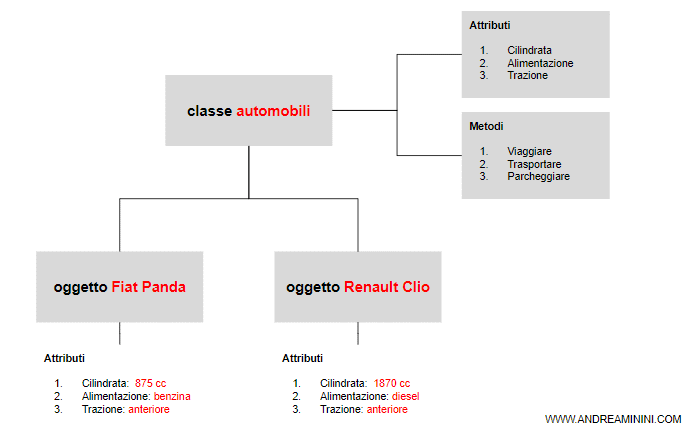 Attributi
1. Cilindrata
2. Alimentazione
3. Trazione
classe automobili
Metodi
1. Viaggiare
2. Trasportare
3. Parcheggiare
oggetto Fiat Panda
oggetto Renault Clio
Attributi
1. Cilindrata: 875 cc
2. Alimentazione: benzina
3. Trazione: anteriore
Attributi
1. Cilindrata: 1870 cc
2. Alimentazione: diesel
3. Trazione: anteriore
WWW.ANDREAMININI.COM